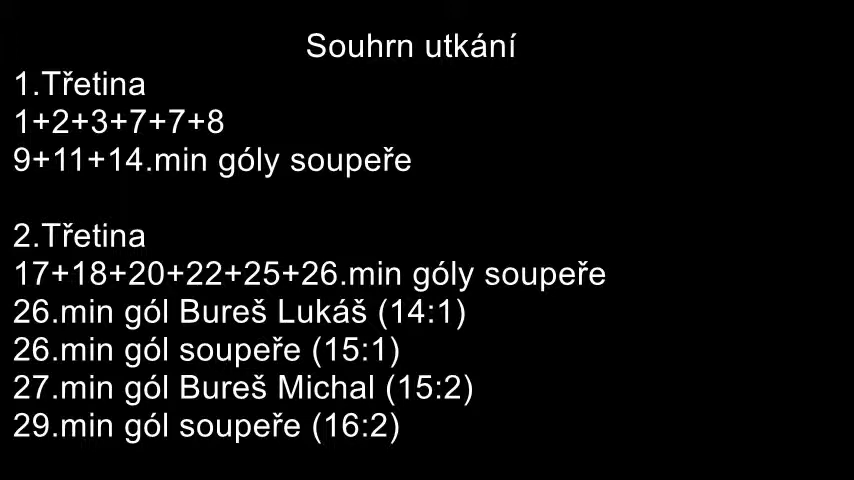 Souhrn utkání
1.Třetina
1+2+3+7+7+8
9+11+14.min góly soupeře
2.Třetina
17+18+20+22+25+26.min góly soupeře
26.min gól Bureš Lukáš (14:1)
26.min gól soupeře (15:1)
27.min gól Bureš Michal (15:2)
29.min gól soupeře (16:2)